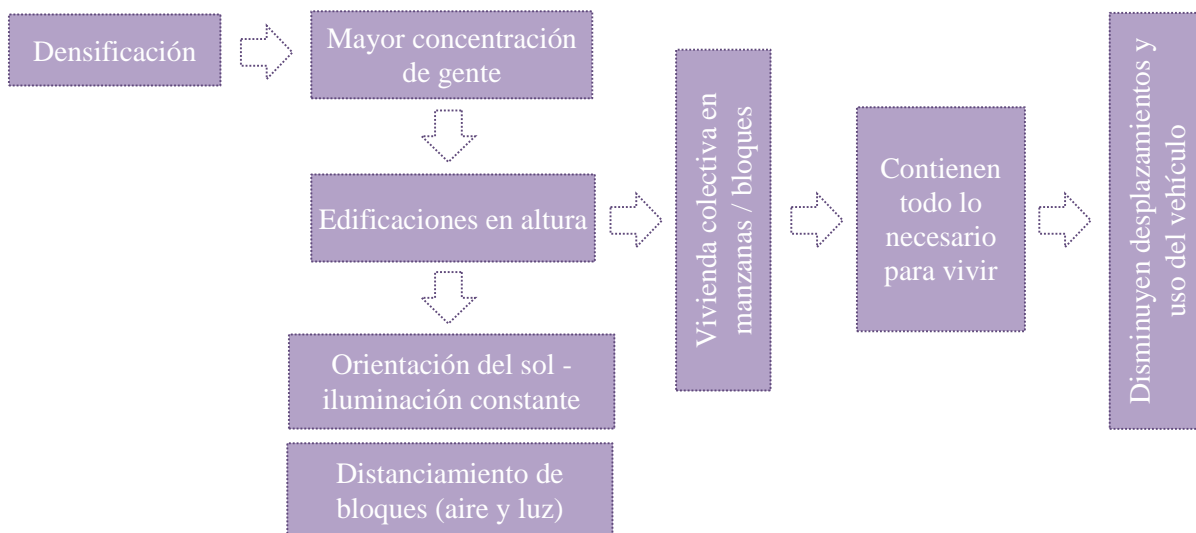 Densificación
Mayor concentración
de gente
Edificaciones en altura
Orientación del sol -
iluminación constante
Distanciamiento de
bloques (aire y luz)
Vivienda colectiva en
manzanas / bloques
Contienen
todo lo
necesario
para vivir
Disminuyen desplazamientos y
uso del vehículo